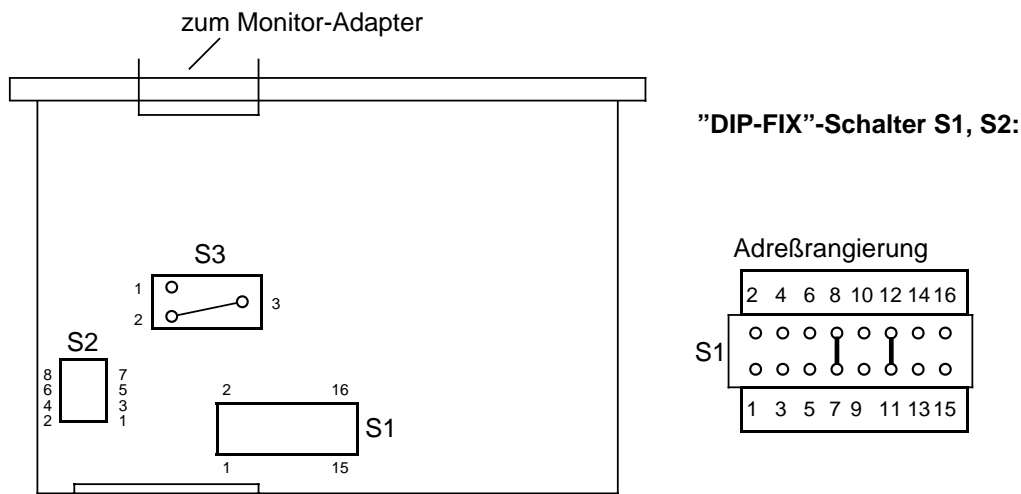 zum Monitor-Adapter
”DIP-FIX”-Schalter S1, S2:
S3
1
2
3
S2
8 7
6 5
4 3
2 1
2 16
S1
1 15
Adreßrangierung
2 4 6 8 10 12 14 16
S1
1 3 5 7 9 11 13 15